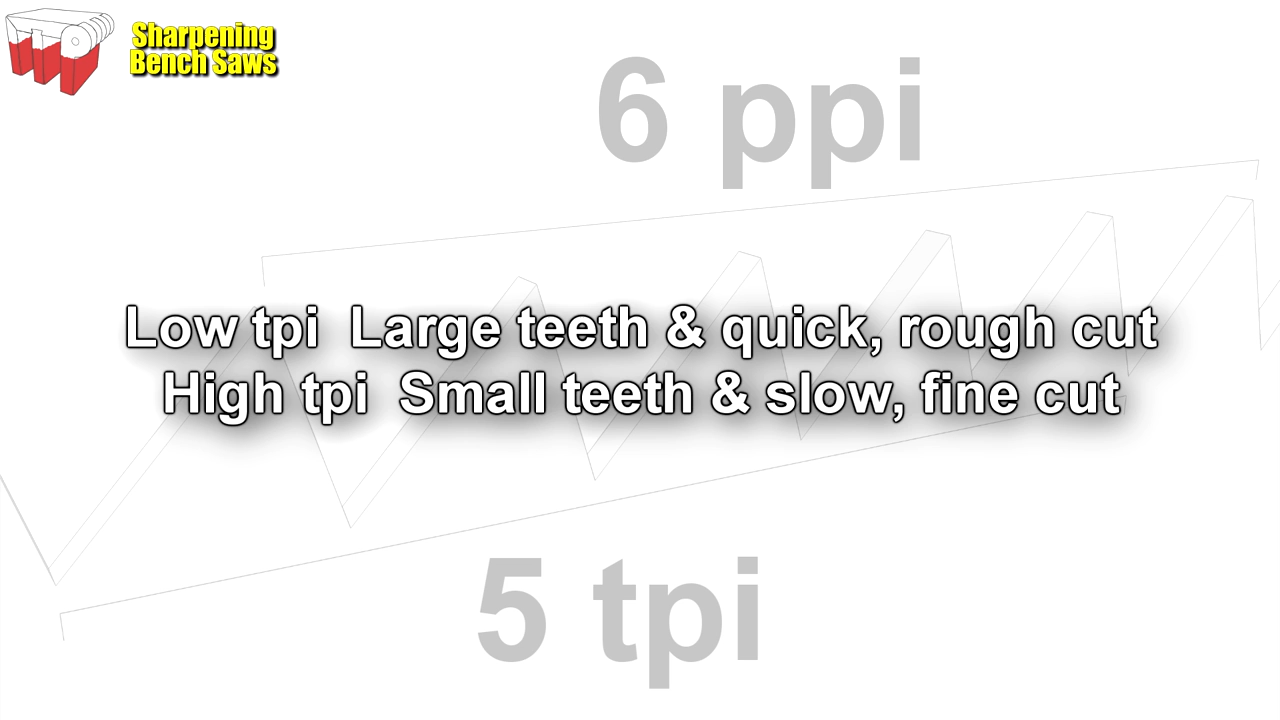 Sharpening
Bench Saws
6 ppi
Low tpi  Large teeth & quick, rough cut
High tpi  Small teeth & slow, fine cut
5 tpi